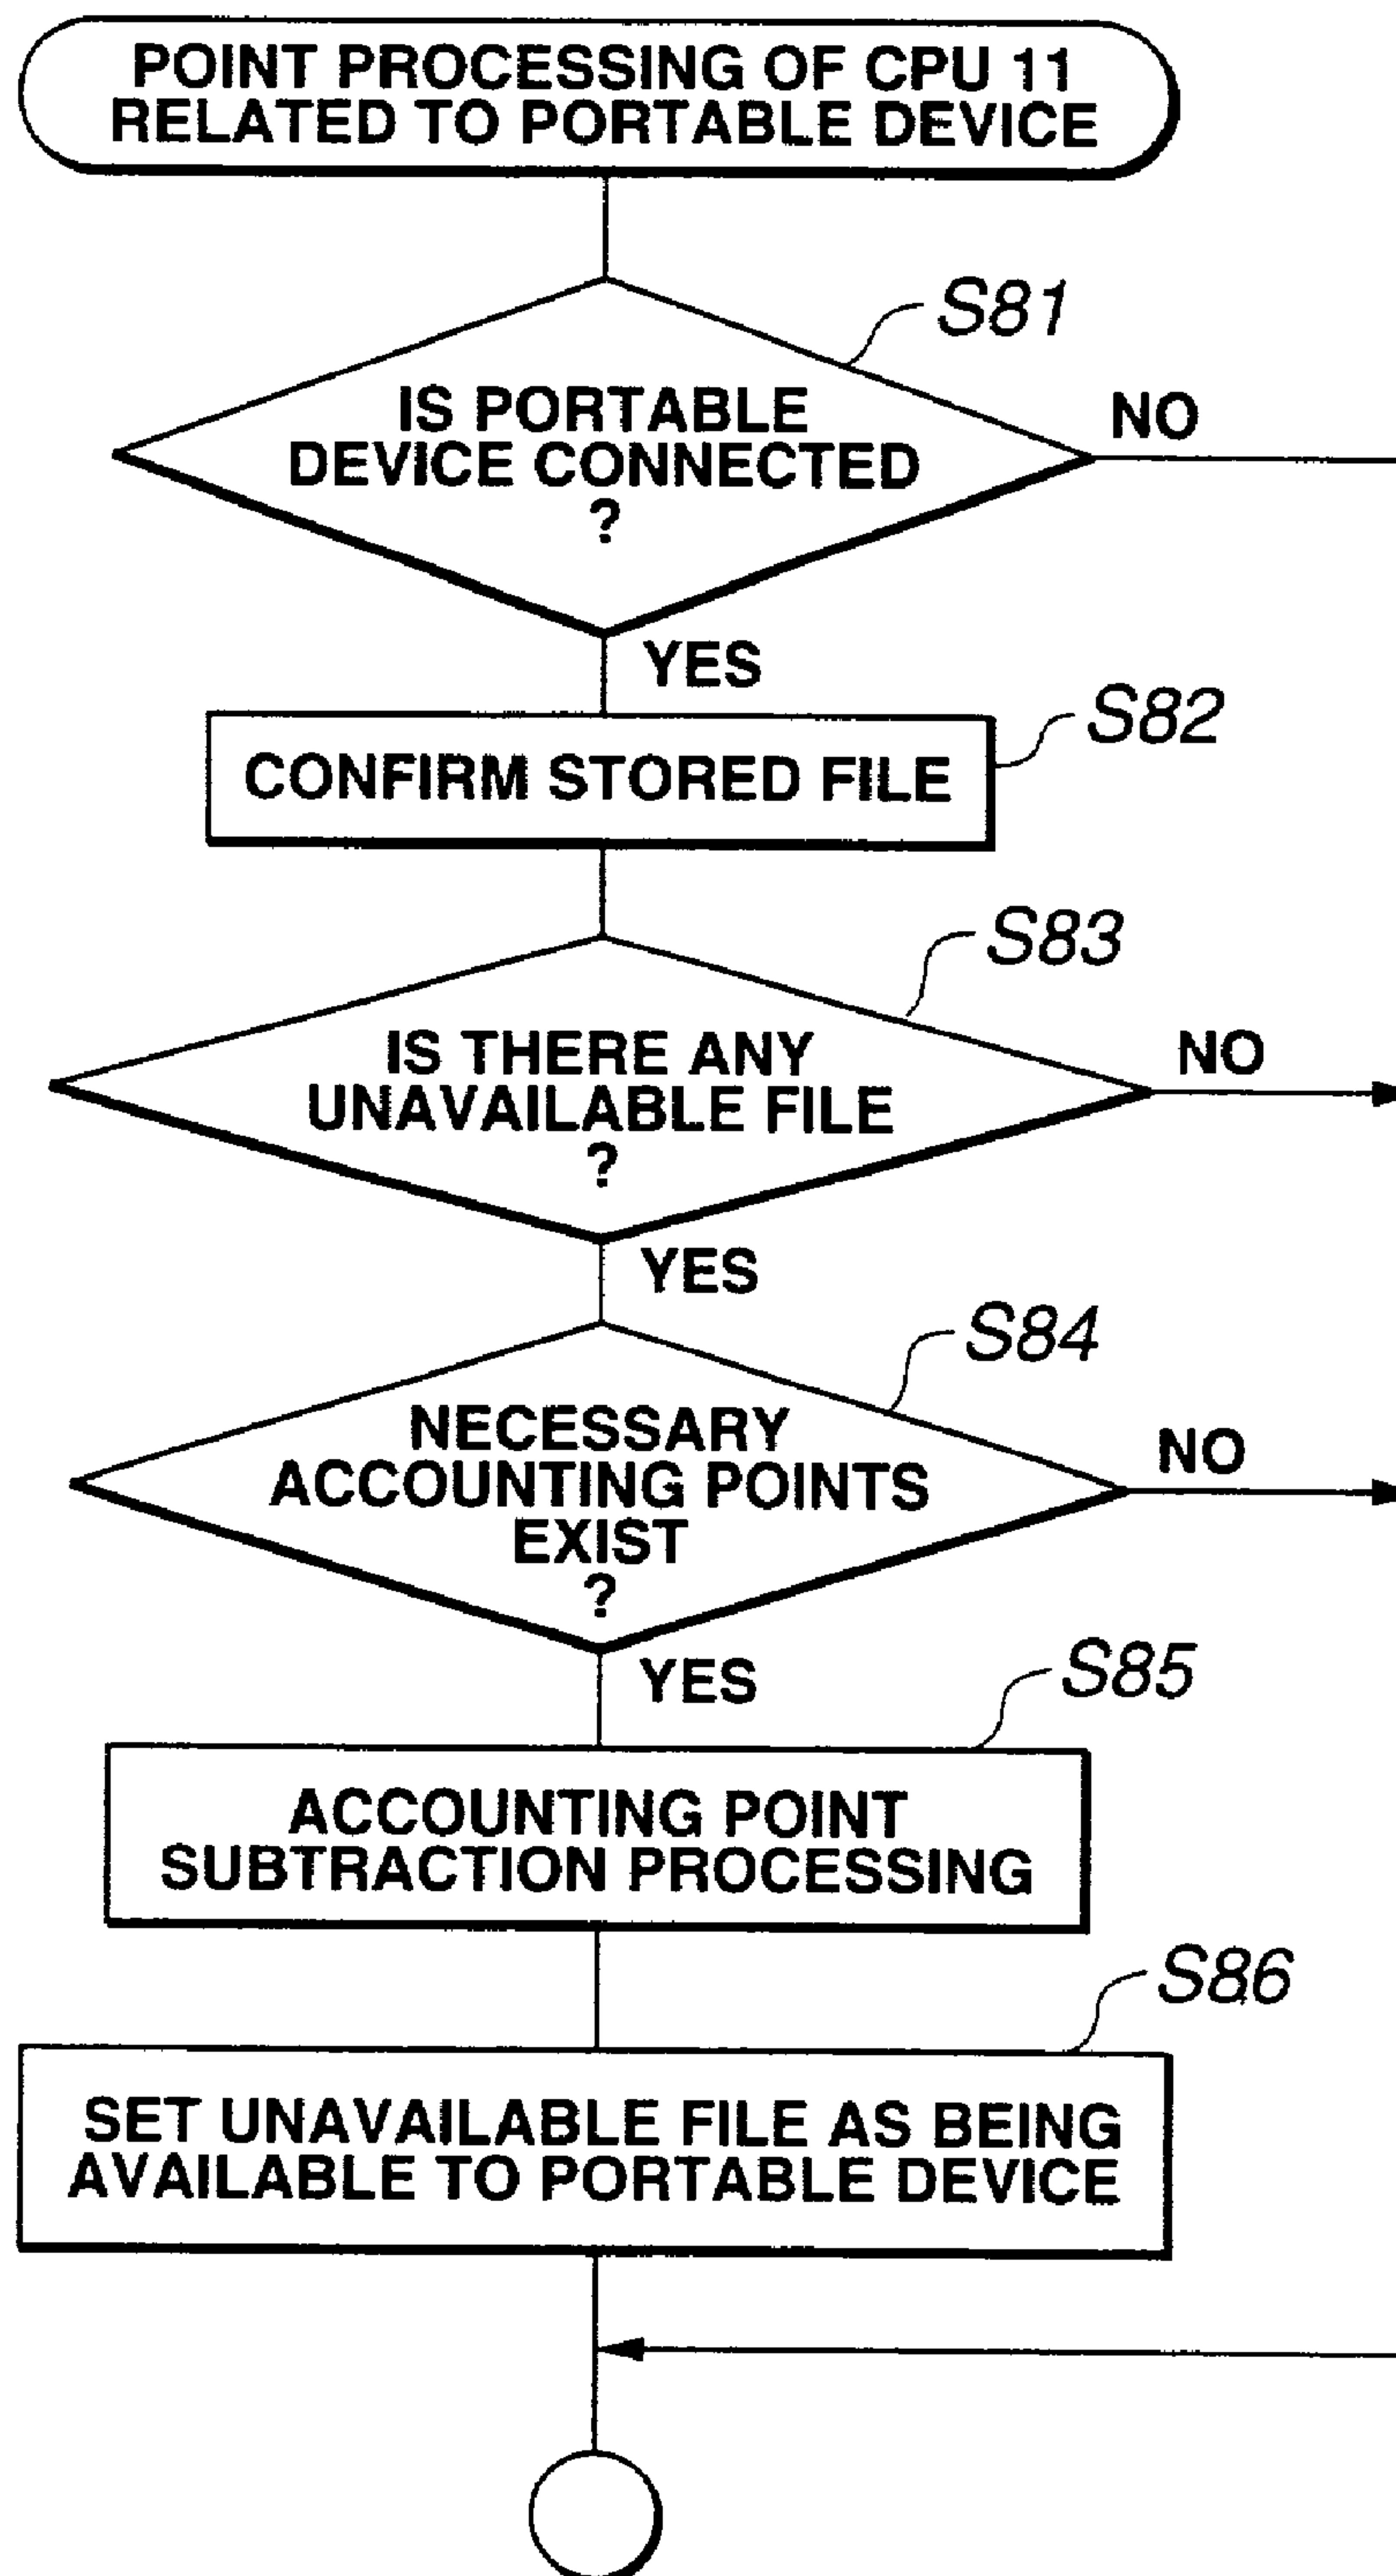 POINT PROCESSING OF CPU 11
RELATED TO PORTABLE DEVICE
S81
IS PORTABLE
DEVICE CONNECTED
?
NO
YES
S82
CONFIRM STORED FILE
S83
IS THERE ANY
UNAVAILABLE FILE
?
NO
YES
S84
NECESSARY
ACCOUNTING POINTS
EXIST
?
NO
YES
S85
ACCOUNTING POINT
SUBTRACTION PROCESSING
S86
SET UNAVAILABLE FILE AS BEING
AVAILABLE TO PORTABLE DEVICE